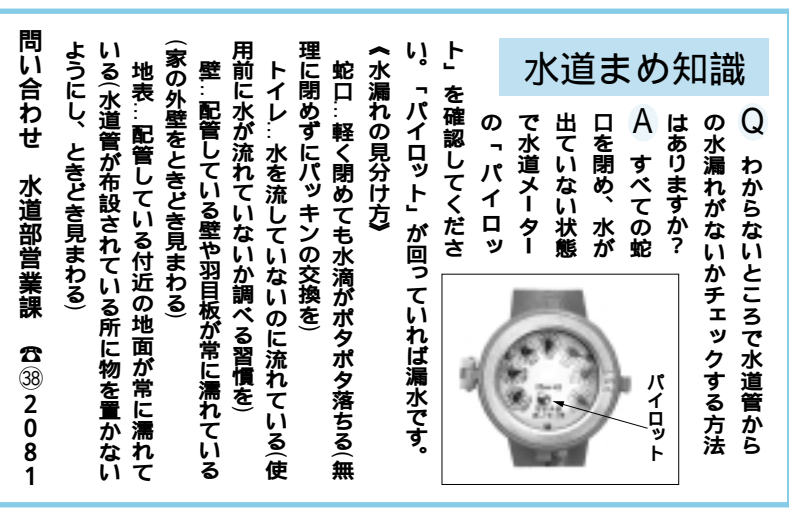 水道まめ知識
Q わからないところで水道管から
の水漏れがないかチェックする方法
はありますか?
A すべての蛇
口を閉め、水が
出ていない状態
で水道メーター
の「パイロッ
ト」を確認してくださ
い。「パイロット」が回っていれば漏水です。
《水漏れの見分け方》
蛇口…軽く閉めても水滴がポタポタ落ちる(無
理に閉めずにパッキンの交換を)
トイレ…水を流していないのに流れている(使
用前に水が流れていないか調べる習慣を)
壁…配管している壁や羽目板が常に濡れている
(家の外壁をときどき見まわる)
地表…配管している付近の地面が常に濡れて
いる(水道管が布設されている所に物を置かない
ようにし、ときどき見まわる)
問い合わせ 水道部営業課 ☎㊳2081
パイロット